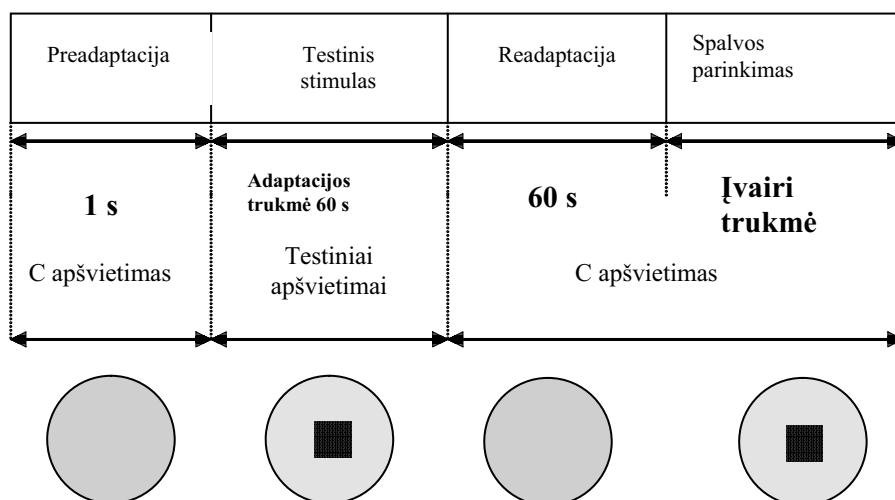 Preadaptacija
Testinis
stimulas
Readaptacija
Spalvos
parinkimas
1 s
Adaptacijos
trukmė 60 s
60 s
Įvairi
trukmė
C apšvietimas
Testiniai
apšvietimai
C apšvietimas